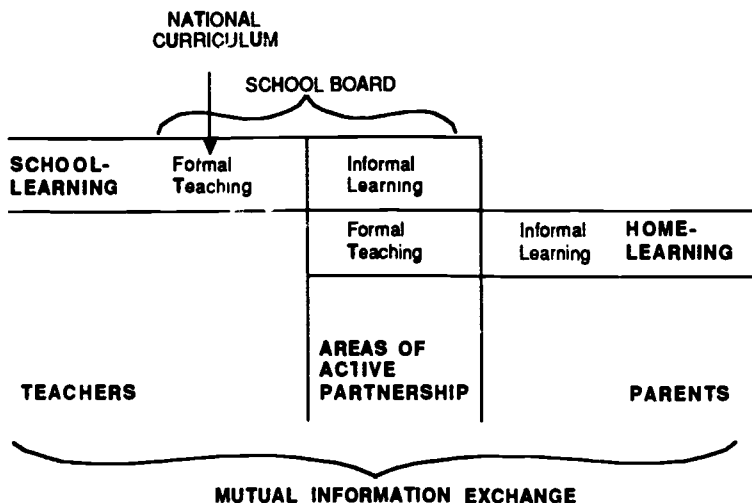 NATIONAL
CURRICULUM
SCHOOL BOARD
SCHOOL-
LEARNING
Formal
Teaching
Informal
Learning
Formal
Teaching
Informal
Learning
HOME-
LEARNING
TEACHERS
AREAS OF
ACTIVE
PARTNERSHIP
PARENTS
MUTUAL INFORMATION EXCHANGE